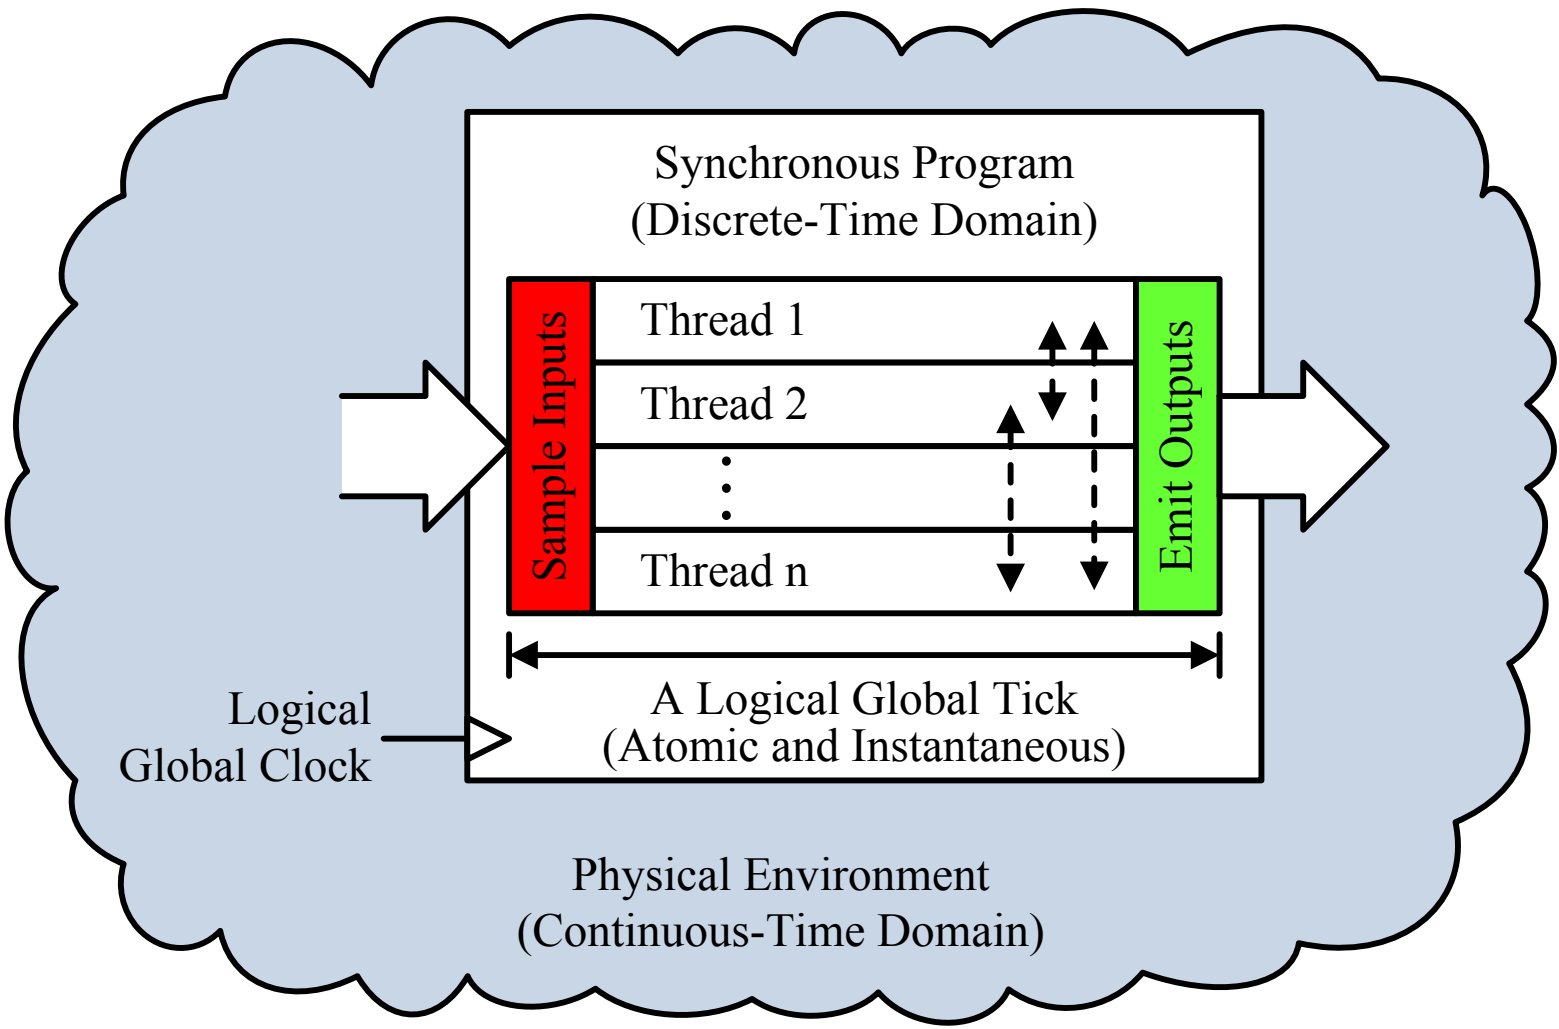 Synchronous Program
(Discrete-Time Domain)
Sample Inputs
Thread 1
Thread 2
Thread n
Emit Outputs
A Logical Global Tick
(Atomic and Instantaneous)
Logical
Global Clock
Physical Environment
(Continuous-Time Domain)